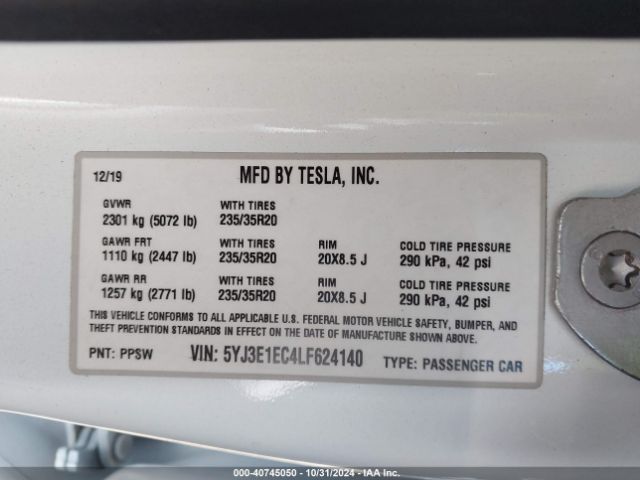 12/19 MFD BY TESLA, INC.
GVWR WITH TIRES
2301 kg (5072 lb) 235/35R20
GAWR FRT WITH TIRES RIM COLD TIRE PRESSURE
1110 kg (2447 lb) 235/35R20 20X8.5 J 290 kPa, 42 psi
GAWR RR WITH TIRES RIM COLD TIRE PRESSURE
1257 kg (2771 lb) 235/35R20 20X8.5 J 290 kPa, 42 psi
THIS VEHICLE CONFORMS TO ALL APPLICABLE U.S. FEDERAL MOTOR VEHICLE SAFETY, BUMPER, AND
THEFT PREVENTION STANDARDS IN EFFECT ON THE DATE OF MANUFACTURE SHOWN ABOVE.
PNT: PPSW VIN: 5YJ3E1EC4LF624140 TYPE: PASSENGER CAR
000-40745050 - 10/31/2024 - IAA Inc.